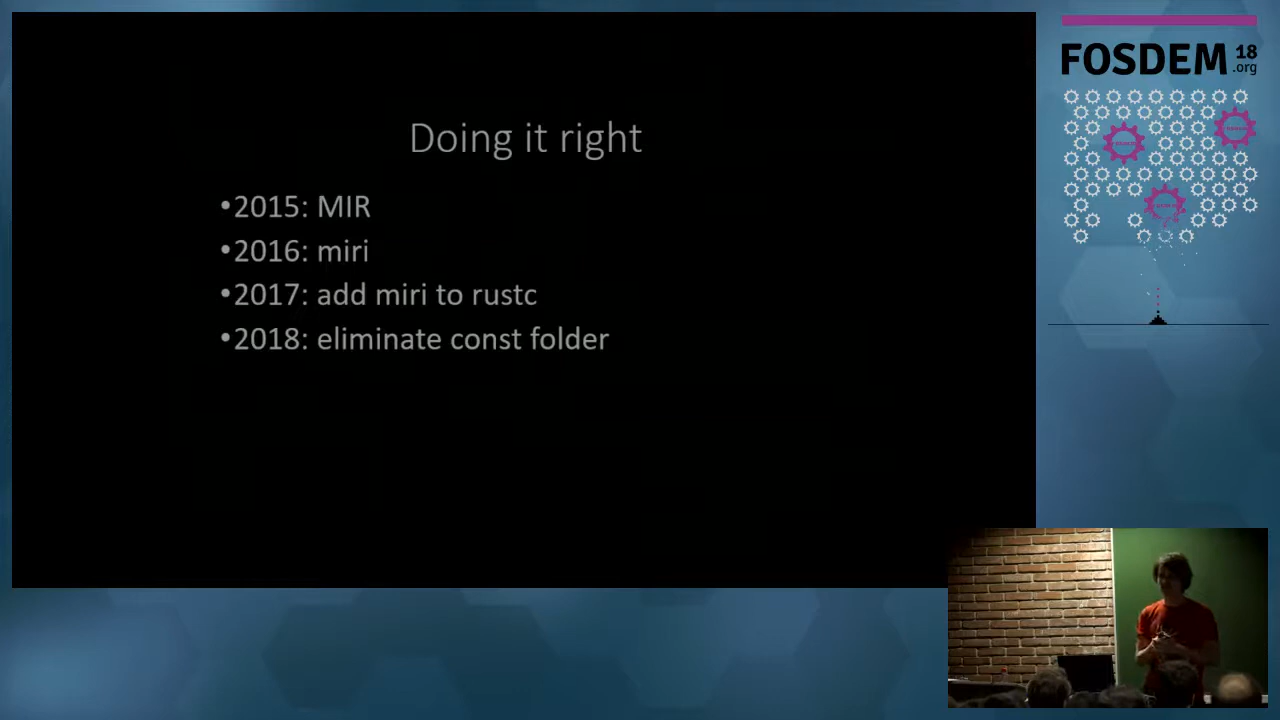 Doing it right
•2015: MIR
•2016: miri
•2017: add miri to rustc
•2018: eliminate const folder
FOSDEM 18
.org